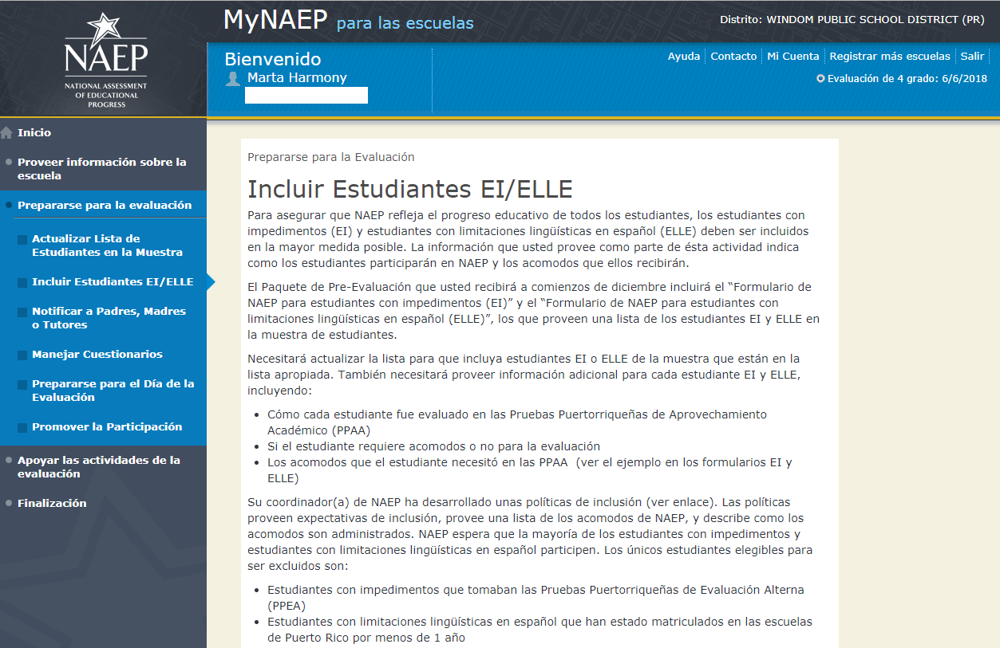 NAEP
NATIONAL ASSESSMENT
OF EDUCATIONAL
PROGRESS
MyNAEP para las escuelas
Distrito: WINDOM PUBLIC SCHOOL DISTRICT (PR)
Bienvenido
Marta Harmony
Ayuda
Contacto
Mi Cuenta
Registrar más escuelas
Salir
Evaluación de 4 grado: 6/6/2018
Inicio
Proveer información sobre la
escuela
Prepararse para la evaluación
Actualizar Lista de
Estudiantes en la Muestra
Incluir Estudiantes EI/ELLE
Notificar a Padres, Madres
o Tutores
Manejar Cuestionarios
Prepararse para el Día de la
Evaluación
Promover la Participación
Apoyar las actividades de la
evaluación
Finalización
Prepararse para la Evaluación
Incluir Estudiantes EI/ELLE
Para asegurar que NAEP refleja el progreso educativo de todos los estudiantes, los estudiantes con
impedimentos (EI) y estudiantes con limitaciones lingüísticas en español (ELLE) deben ser incluidos
en la mayor medida posible. La información que usted provee como parte de ésta actividad indica
como los estudiantes participarán en NAEP y los acomodos que ellos recibirán.
El Paquete de Pre-Evaluación que usted recibirá a comienzos de diciembre incluirá el “Formulario de
NAEP para estudiantes con impedimentos (EI)” y el “Formulario de NAEP para estudiantes con
limitaciones lingüísticas en español (ELLE)”, los que proveen una lista de los estudiantes EI y ELLE en
la muestra de estudiantes.
Necesitará actualizar la lista para que incluya estudiantes EI o ELLE de la muestra que están en la
lista apropiada. También necesitará proveer información adicional para cada estudiante EI y ELLE,
incluyendo:
• Cómo cada estudiante fue evaluado en las Pruebas Puertorriqueñas de Aprovechamiento
Académico (PPAA)
• Si el estudiante requiere acomodos o no para la evaluación
• Los acomodos que el estudiante necesitó en las PPAA (ver el ejemplo en los formularios EI y
ELLE)
Su coordinador(a) de NAEP ha desarrollado unas políticas de inclusión (ver enlace). Las políticas
proveen expectativas de inclusión, provee una lista de los acomodos de NAEP, y describe como los
acomodos son administrados. NAEP espera que la mayoría de los estudiantes con impedimentos y
estudiantes con limitaciones lingüísticas en español participen. Los únicos estudiantes elegibles para
ser excluidos son:
• Estudiantes con impedimentos que tomaban las Pruebas Puertorriqueñas de Evaluación Alterna
(PPEA)
• Estudiantes con limitaciones lingüísticas en español que han estado matriculados en las escuelas
de Puerto Rico por menos de 1 año